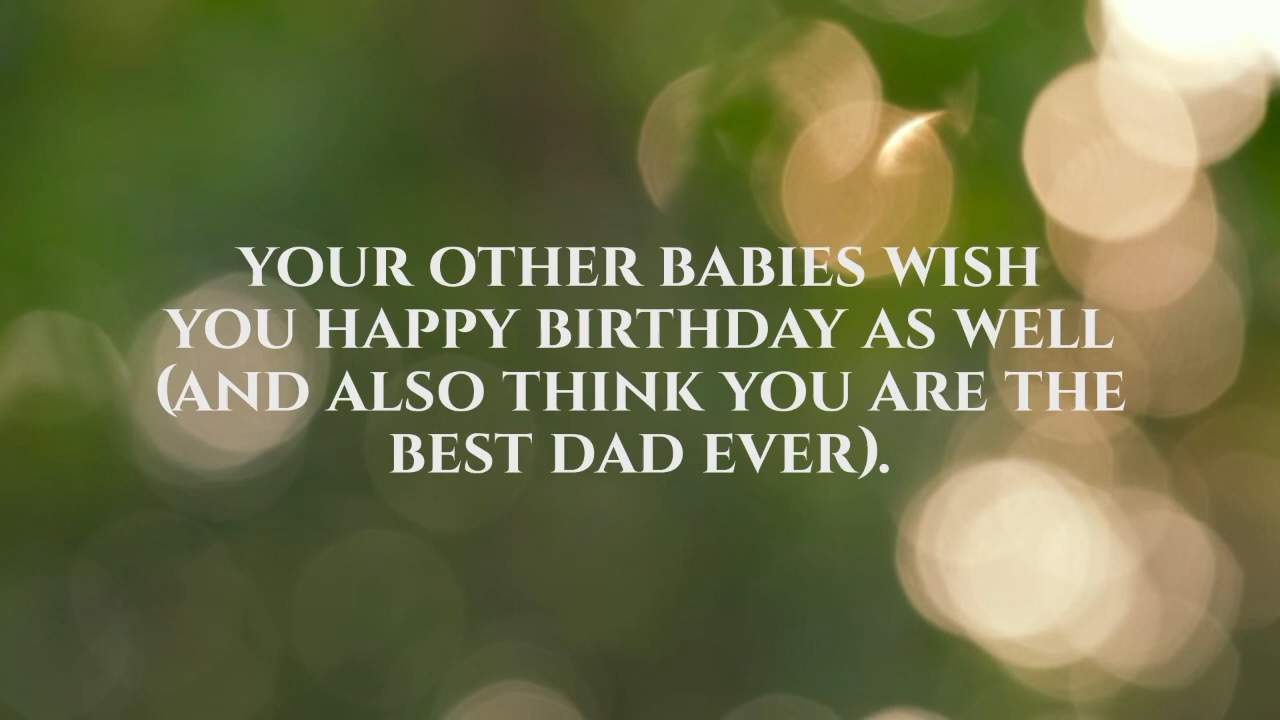 YOUR OTHER BABIES WISH
YOU HAPPY BIRTHDAY AS WELL
(AND ALSO THINK YOU ARE THE
BEST DAD EVER).